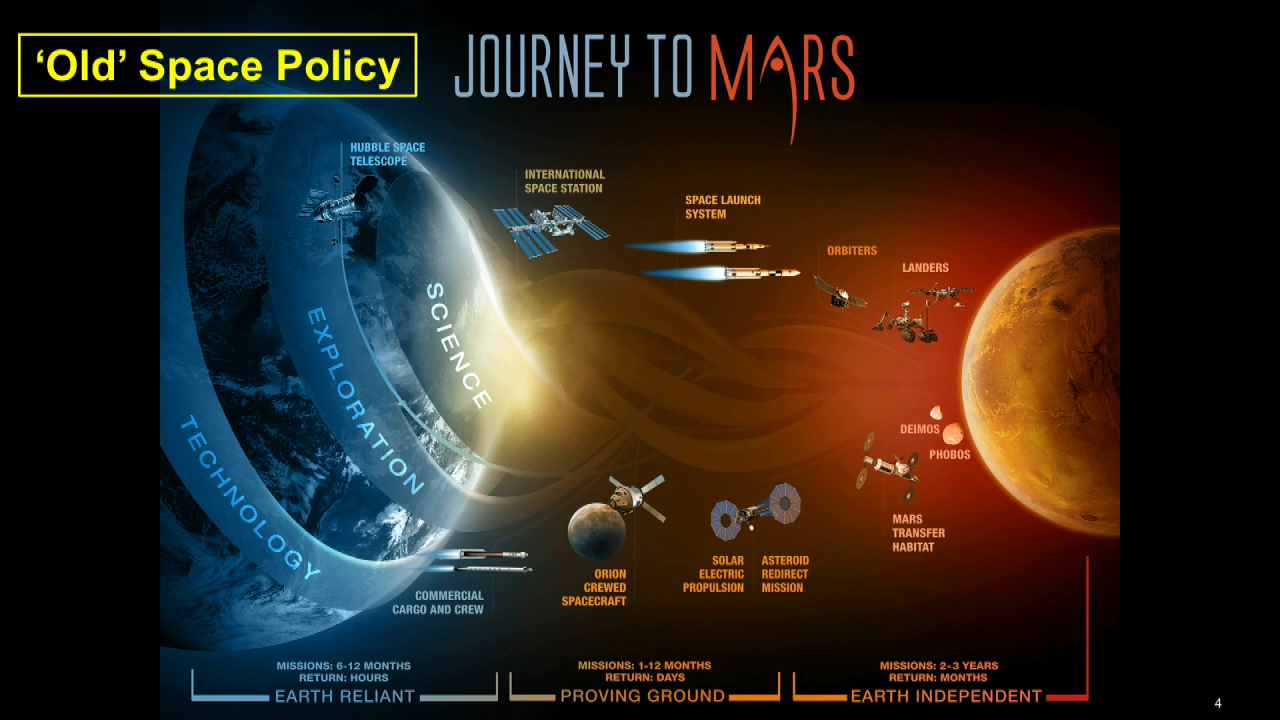 ‘Old’ Space Policy
JOURNEY TO MARS
HUBBLE SPACE
TELESCOPE
INTERNATIONAL
SPACE STATION
SPACE LAUNCH
SYSTEM
ORBITERS
LANDERS
SCIENCE
EXPLORATION
TECHNOLOGY
DEIMOS
PHOBOS
MARS
TRANSFER
HABITAT
SOLAR
ELECTRIC
PROPULSION
ASTEROID
REDIRECT
MISSION
ORION
CREWED
SPACECRAFT
COMMERCIAL
CARGO AND CREW
MISSIONS: 6-12 MONTHS
RETURN: HOURS
EARTH RELIANT
MISSIONS: 1-12 MONTHS
RETURN: DAYS
PROVING GROUND
MISSIONS: 2-3 YEARS
RETURN: MONTHS
EARTH INDEPENDENT
4